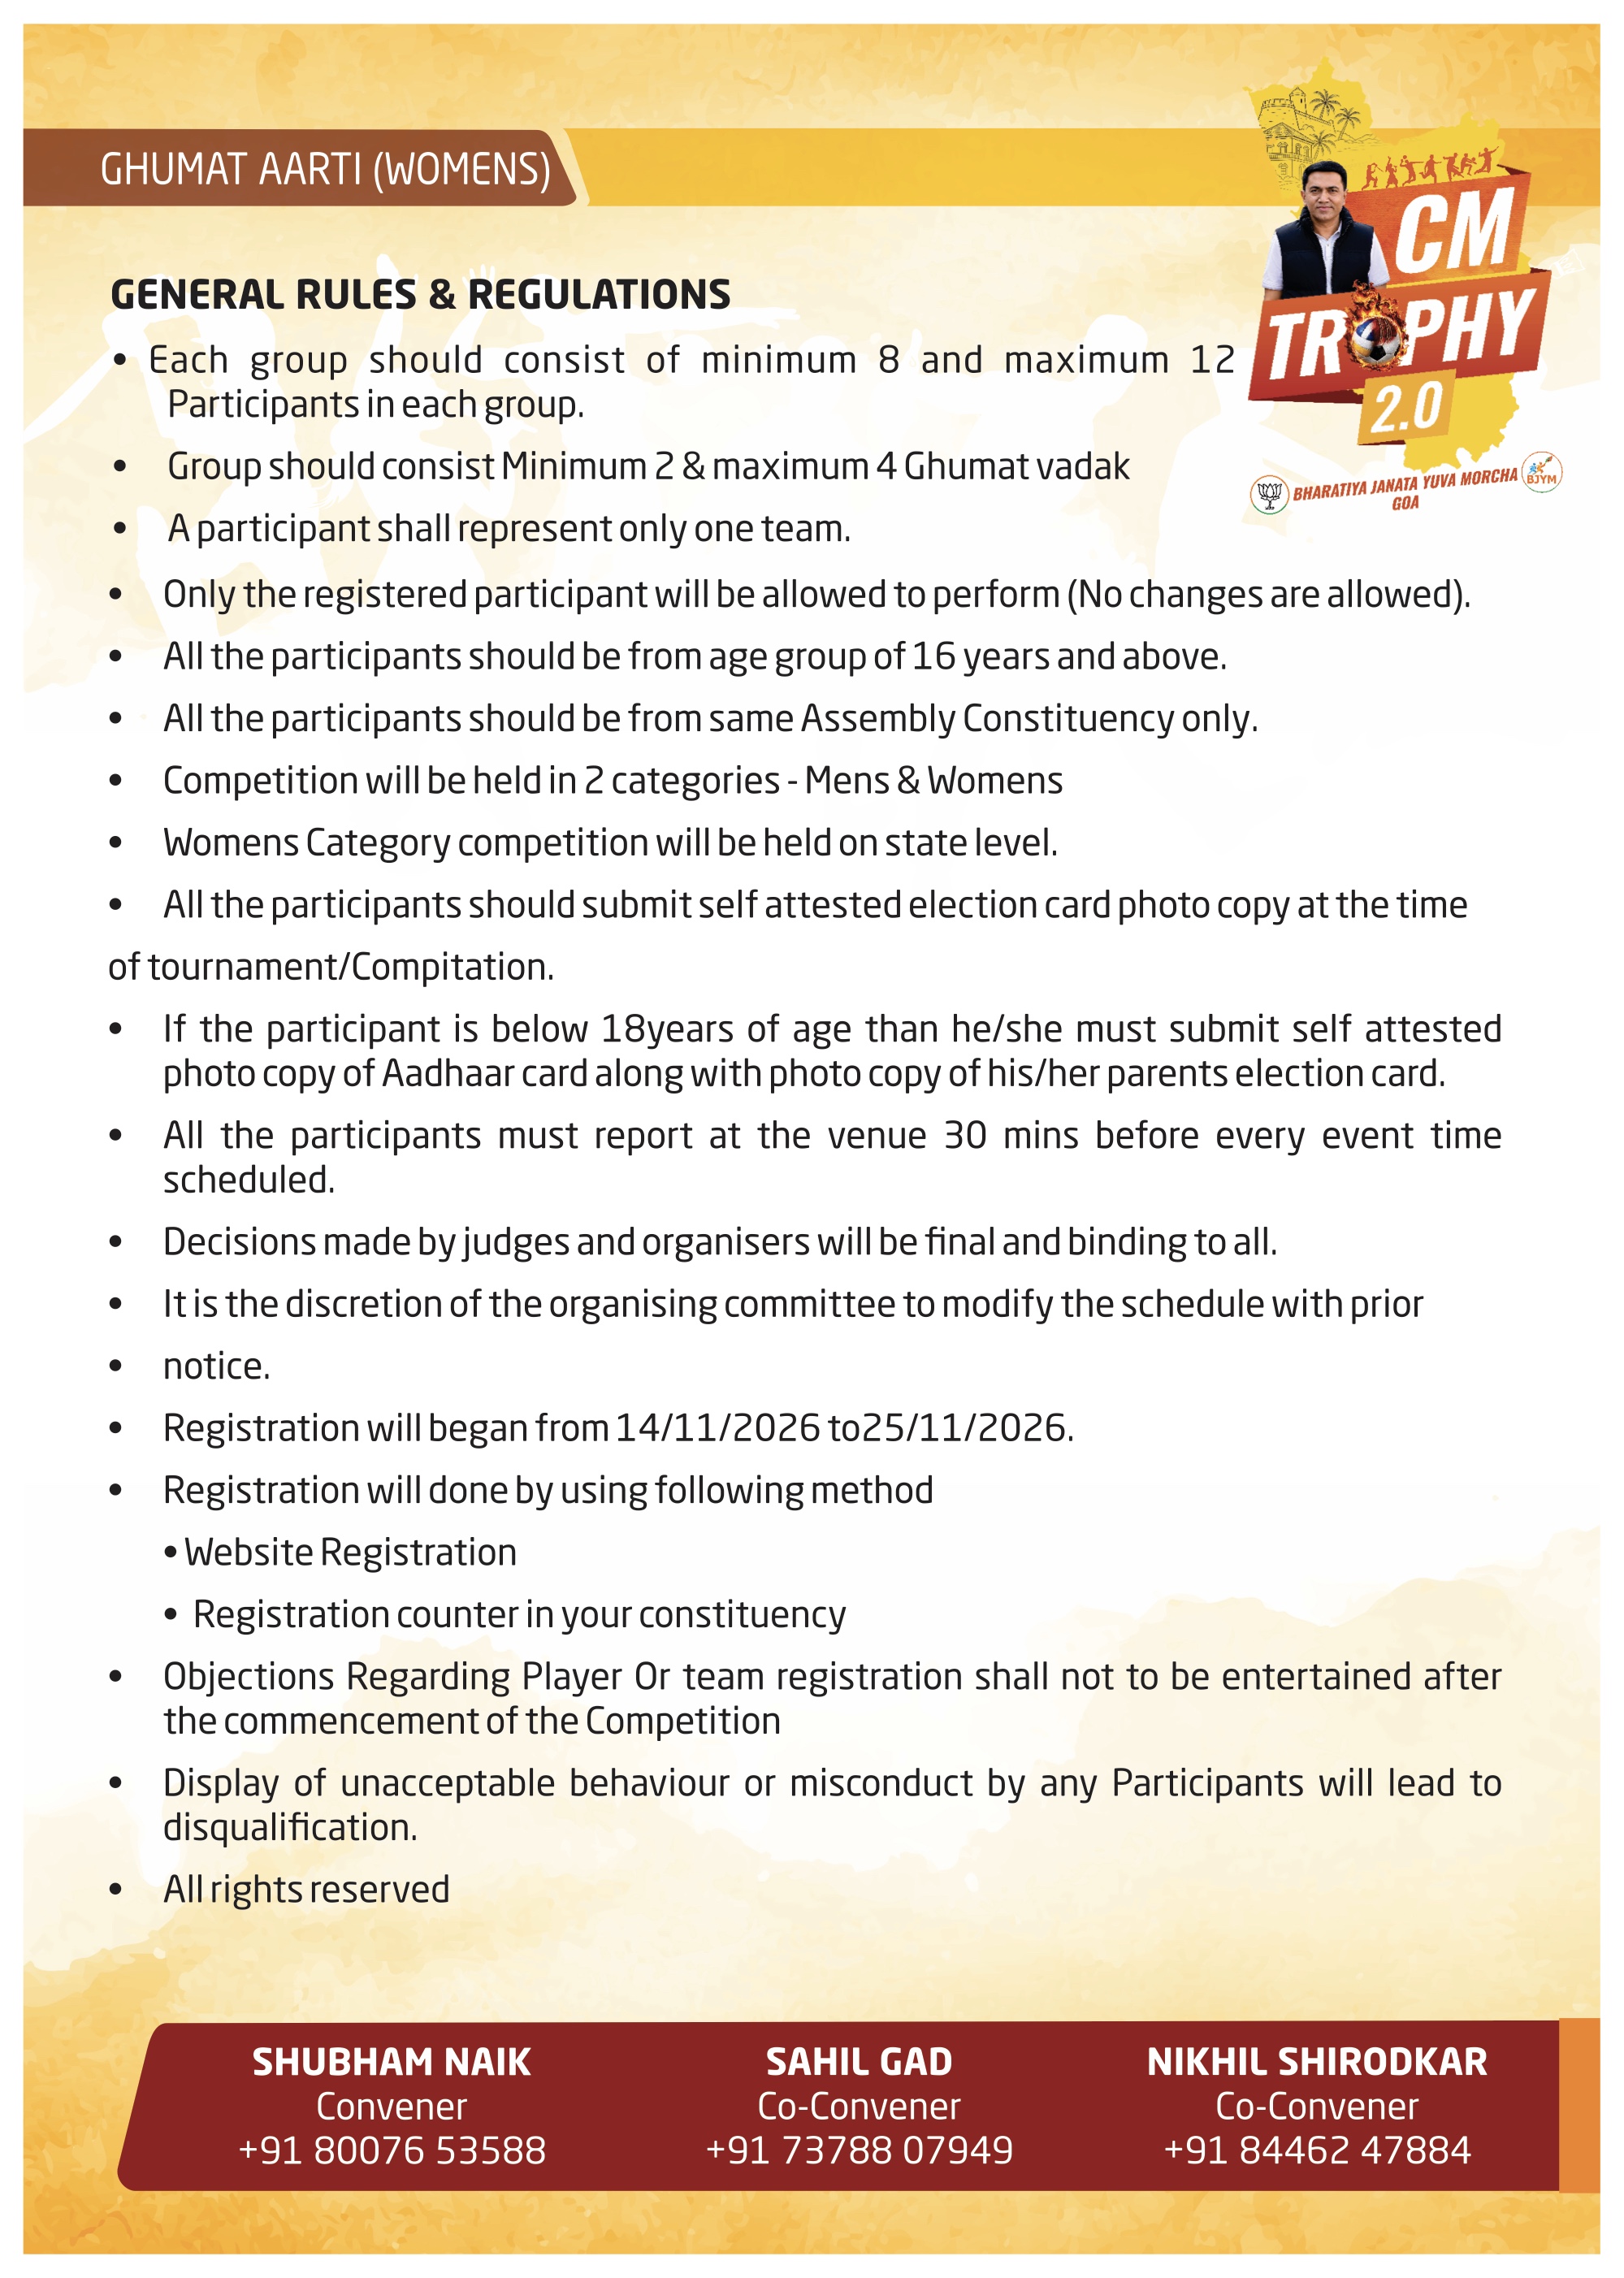 GHUMAT AARTI (WOMENS)
CM
TROPHY
2.0
BHARATIYA JANATA YUVA MORCHA
GOA
BJYM
GENERAL RULES & REGULATIONS
• Each group should consist of minimum 8 and maximum 12
Participants in each group.
• Group should consist Minimum 2 & maximum 4 Ghumat vadak
• A participant shall represent only one team.
• Only the registered participant will be allowed to perform (No changes are allowed).
• All the participants should be from age group of 16 years and above.
• All the participants should be from same Assembly Constituency only.
• Competition will be held in 2 categories - Mens & Womens
• Womens Category competition will be held on state level.
• All the participants should submit self attested election card photo copy at the time
of tournament/Compitation.
• If the participant is below 18years of age than he/she must submit self attested
photo copy of Aadhaar card along with photo copy of his/her parents election card.
• All the participants must report at the venue 30 mins before every event time
scheduled.
• Decisions made by judges and organisers will be final and binding to all.
• It is the discretion of the organising committee to modify the schedule with prior
• notice.
• Registration will began from 14/11/2026 to25/11/2026.
• Registration will done by using following method
• Website Registration
• Registration counter in your constituency
• Objections Regarding Player Or team registration shall not to be entertained after
the commencement of the Competition
• Display of unacceptable behaviour or misconduct by any Participants will lead to
disqualification.
• All rights reserved
SHUBHAM NAIK
Convener
+91 80076 53588
SAHIL GAD
Co-Convener
+91 73788 07949
NIKHIL SHIRODKAR
Co-Convener
+91 84462 47884